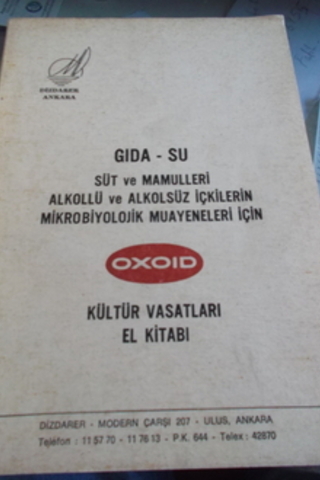 DİZDARER
ANKARA
GIDA - SU
SÜT ve MAMULLERİ
ALKOLLÜ ve ALKOLSÜZ İÇKİLERİN
MİKROBİYOLOJİK MUAYENELERİ İÇİN
OXOID
KÜLTÜR VASATLARI
EL KİTABI
DİZDARER - MODERN ÇARŞI 207 - ULUS, ANKARA
Telefon : 11 57 70 - 11 76 13 - P.K. 644 - Telex : 42870